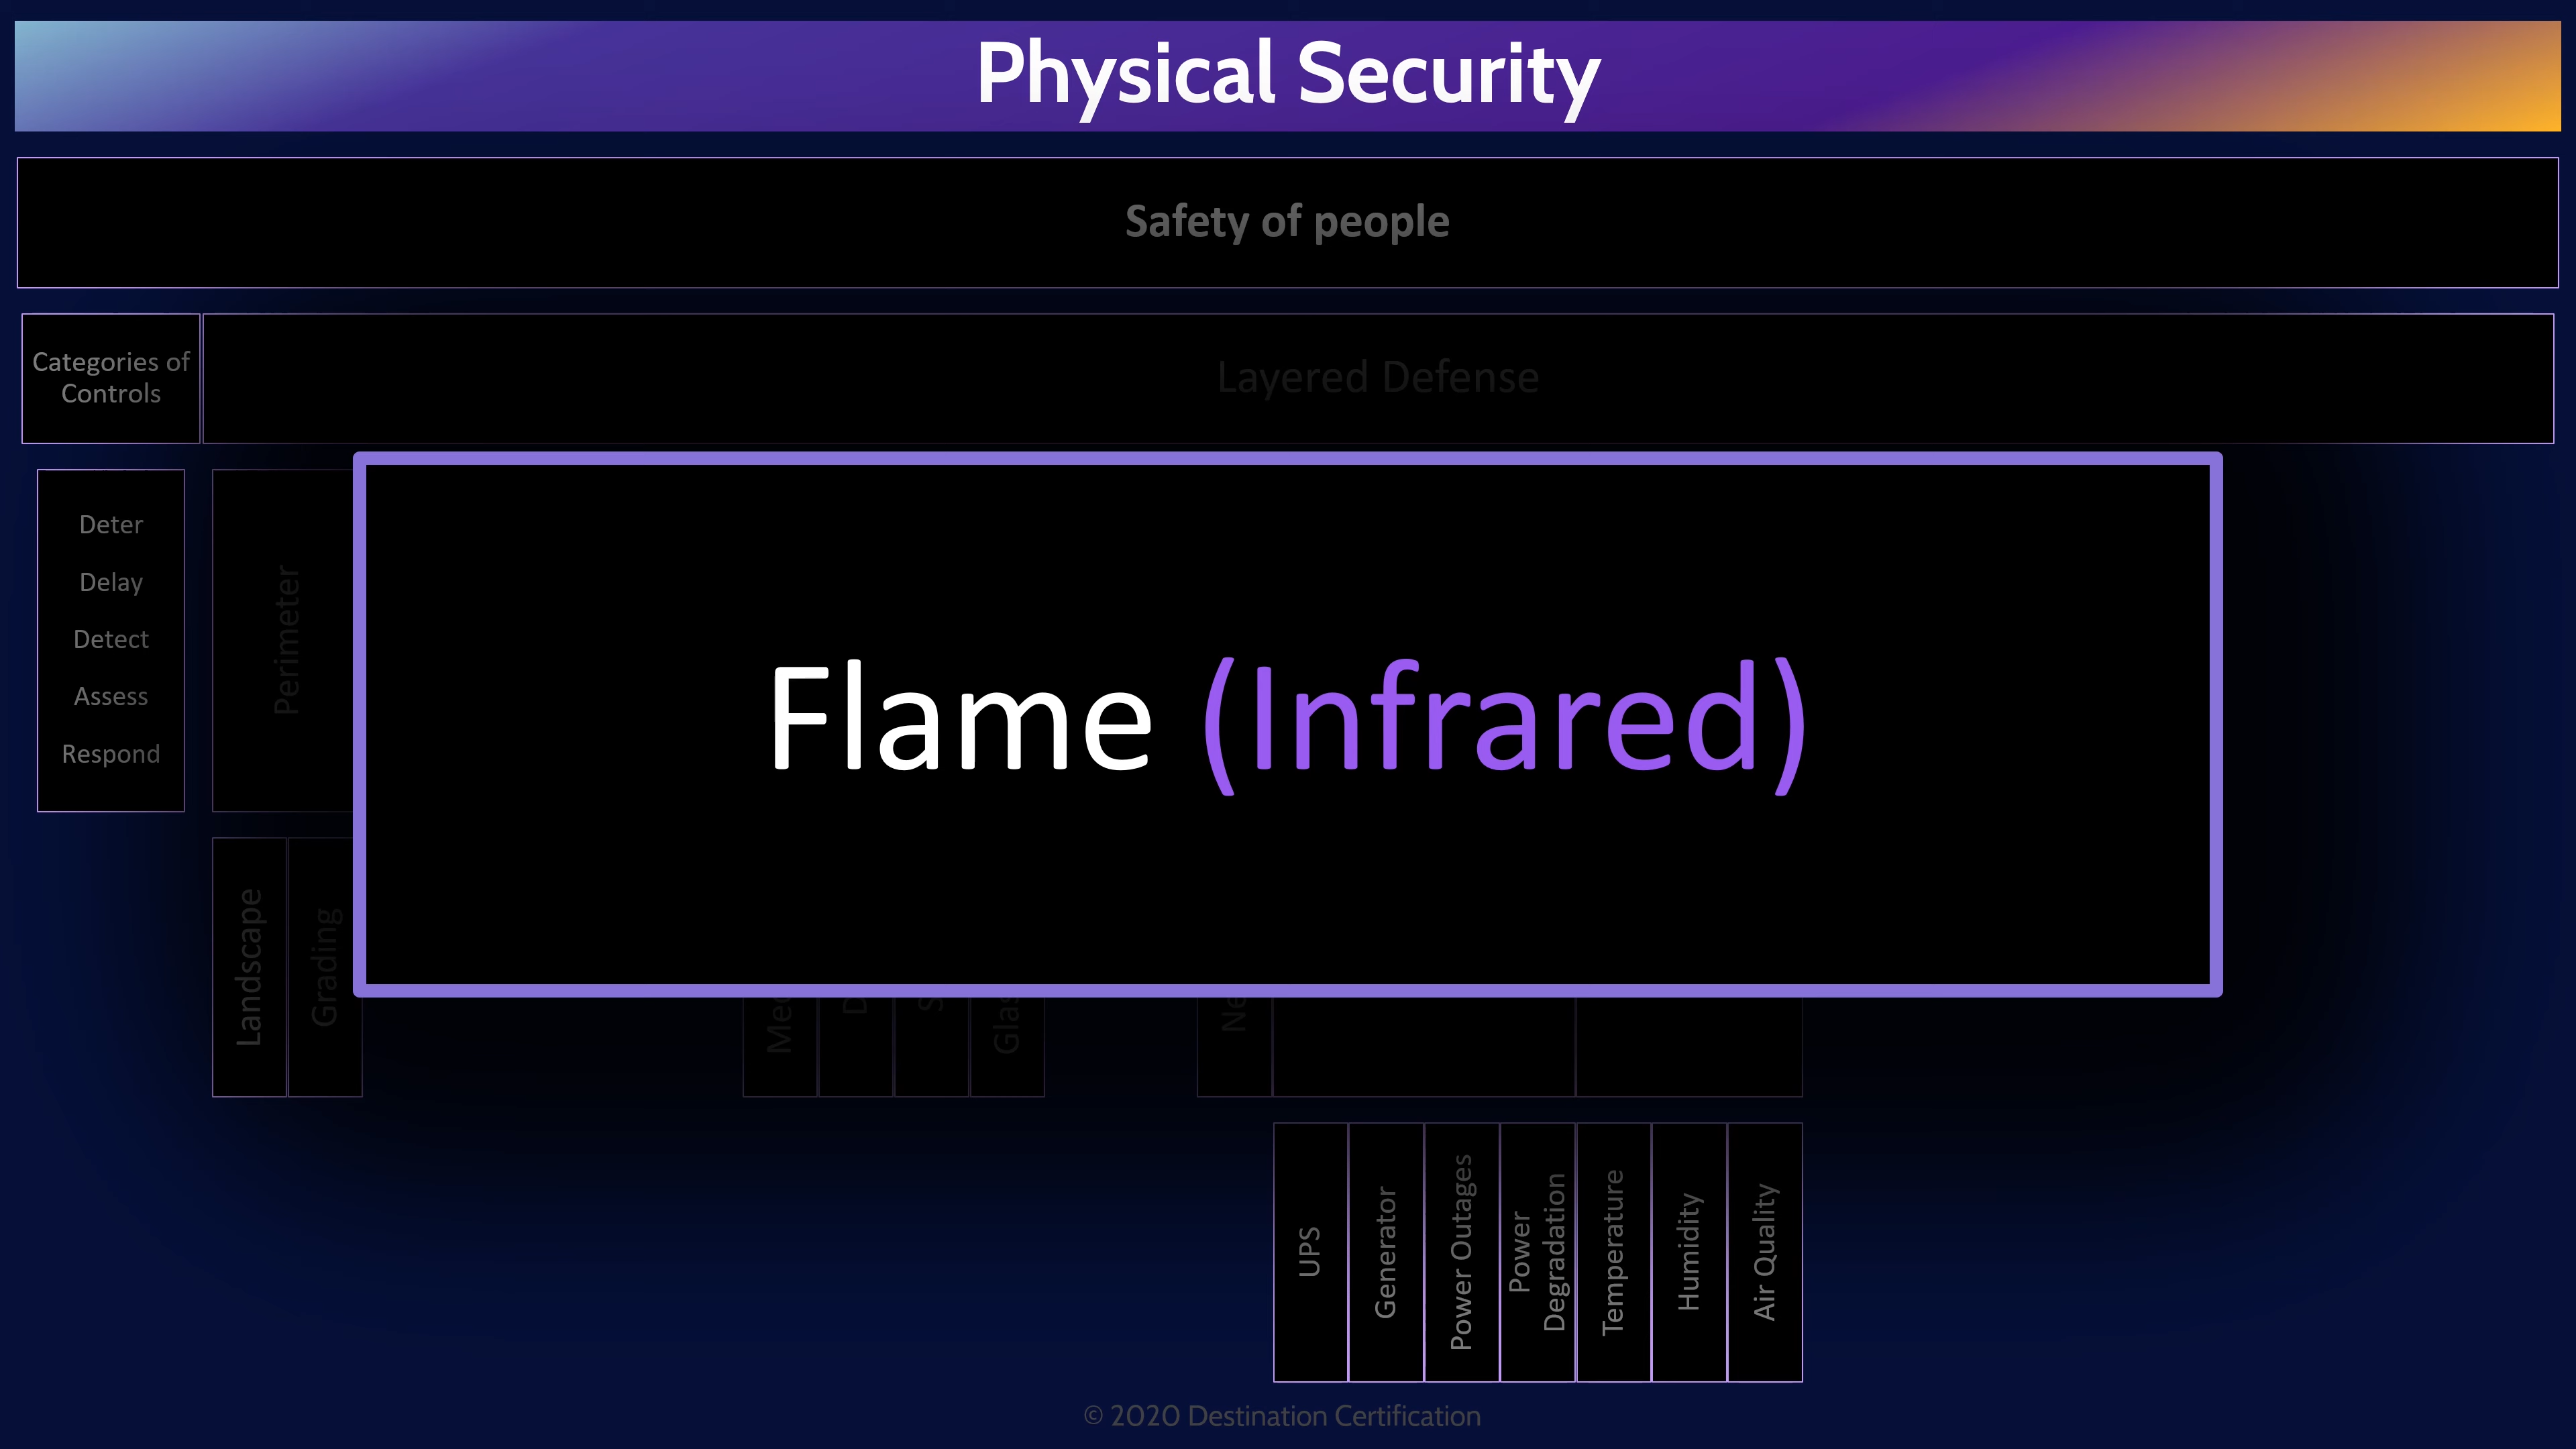 Physical Security
Safety of people
Categories of
Controls
Layered Defense
Deter
Delay
Detect
Assess
Respond
Perimeter
Flame (Infrared)
Landscape
Grading
UPS
Generator
Power Outages
Power
Degradation
Temperature
Humidity
Air Quality
© 2020 Destination Certification